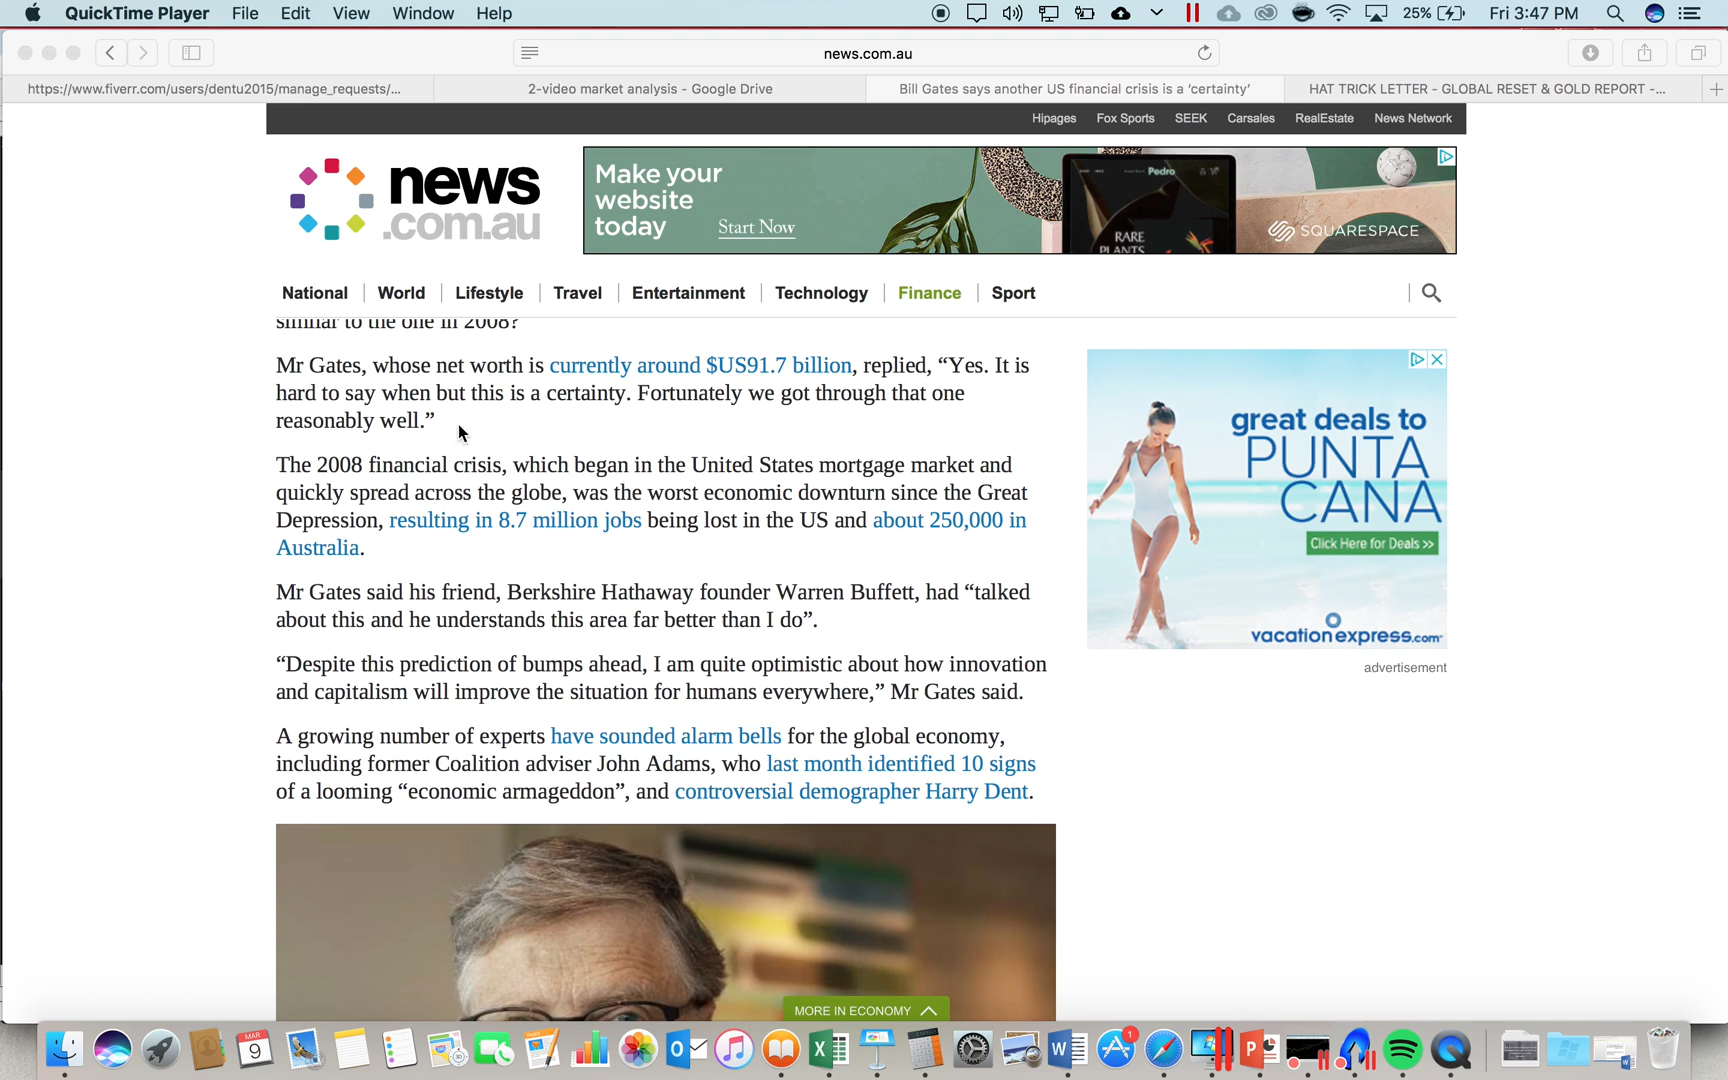 QuickTime Player File Edit View Window Help 25% Fri 3:47 PM
news.com.au
https://www.fiverr.com/users/dentu2015/manage_requests/... 2-video market analysis - Google Drive Bill Gates says another US financial crisis is a 'certainty' HAT TRICK LETTER - GLOBAL RESET & GOLD REPORT -...
Hipages Fox Sports SEEK Carsales RealEstate News Network
news
.com.au
Make your
website
today Start Now
Pedro
RARE
PLANTS
SQUARESPACE
National World Lifestyle Travel Entertainment Technology Finance Sport
similar to the one in 2008?
Mr Gates, whose net worth is currently around $US91.7 billion, replied, “Yes. It is
hard to say when but this is a certainty. Fortunately we got through that one
reasonably well.”
The 2008 financial crisis, which began in the United States mortgage market and
quickly spread across the globe, was the worst economic downturn since the Great
Depression, resulting in 8.7 million jobs being lost in the US and about 250,000 in
Australia.
Mr Gates said his friend, Berkshire Hathaway founder Warren Buffett, had “talked
about this and he understands this area far better than I do”.
“Despite this prediction of bumps ahead, I am quite optimistic about how innovation
and capitalism will improve the situation for humans everywhere,” Mr Gates said.
A growing number of experts have sounded alarm bells for the global economy,
including former Coalition adviser John Adams, who last month identified 10 signs
of a looming “economic armageddon”, and controversial demographer Harry Dent.
great deals to
PUNTA
CANA
Click Here for Deals >>
vacationexpress.com
advertisement
MORE IN ECONOMY
MAR
9
1